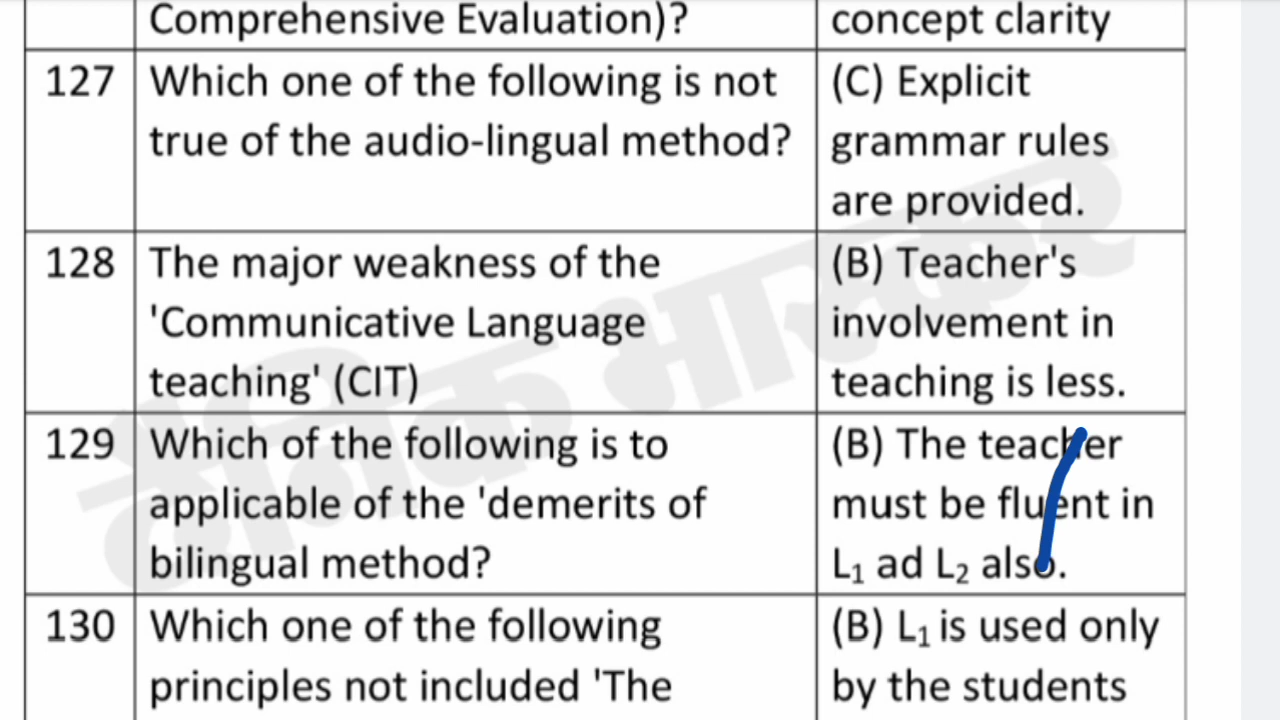 Comprehensive Evaluation)?
concept clarity
127
Which one of the following is not
true of the audio-lingual method?
(C) Explicit
grammar rules
are provided.
128
The major weakness of the
'Communicative Language
teaching' (CIT)
(B) Teacher's
involvement in
teaching is less.
129
Which of the following is to
applicable of the 'demerits of
bilingual method?
(B) The teacher
must be fluent in
L₁ ad L₂ also.
130
Which one of the following
principles not included 'The
(B) L₁ is used only
by the students
दैनिक भास्कर